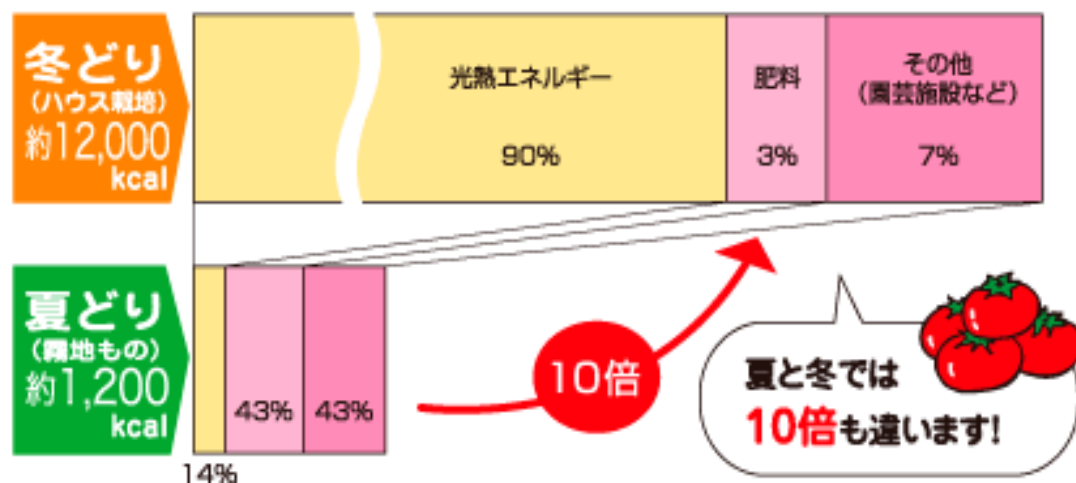 冬どり
(ハウス栽培)
約12,000
kcal
光熱エネルギー
90%
肥料
3%
その他
(園芸施設など)
7%
夏どり
(露地もの)
約1,200
kcal
14%
43%
43%
10倍
夏と冬では
10倍も違います!